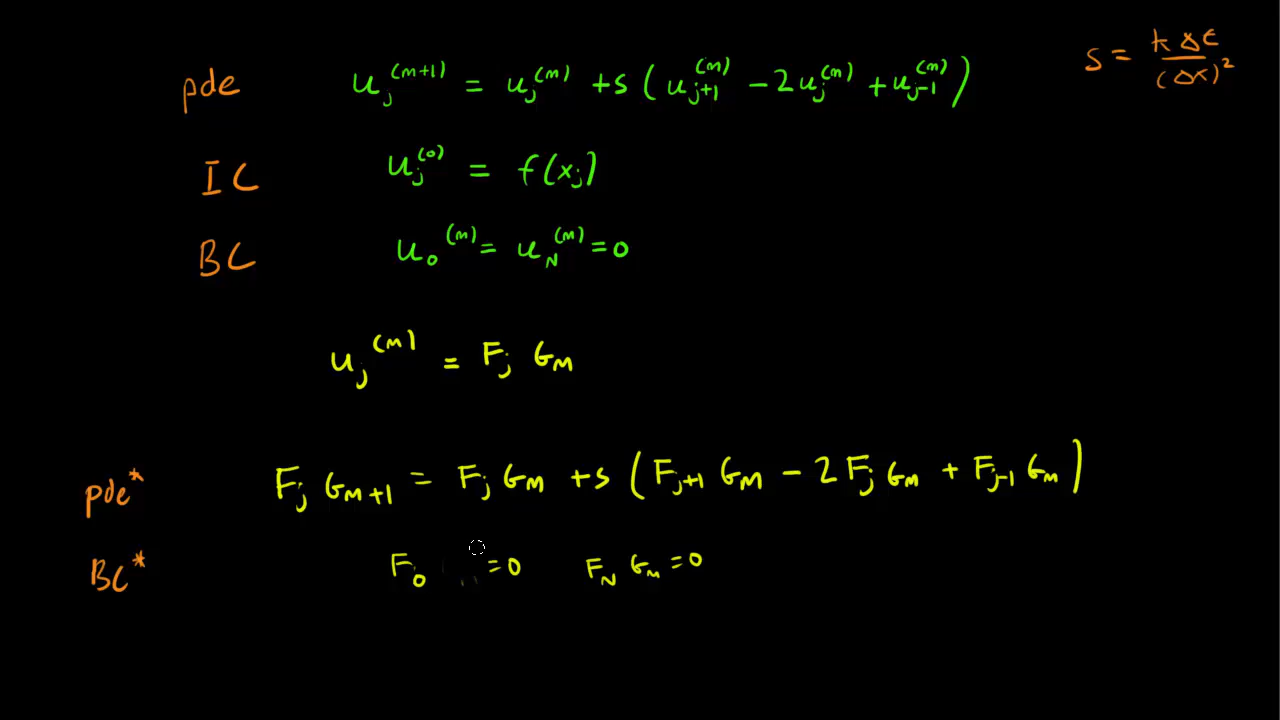 pde u_j^(m+1) = u_j^(m) + s ( u_{j+1}^(m) - 2u_j^(m) + u_{j-1}^(m) ) s = k Δt / (Δx)^2
IC u_j^(0) = f(x_j)
BC u_0^(m) = u_N^(m) = 0
u_j^(m) = F_j G_m
pde* F_j G_{m+1} = F_j G_m + s ( F_{j+1} G_m - 2 F_j G_m + F_{j-1} G_m )
BC* F_0 = 0 F_N G_m = 0